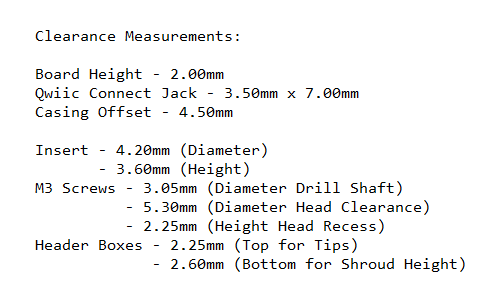 Clearance Measurements:
Board Height - 2.00mm
Qwiic Connect Jack - 3.50mm x 7.00mm
Casing Offset - 4.50mm
Insert - 4.20mm (Diameter)
- 3.60mm (Height)
M3 Screws - 3.05mm (Diameter Drill Shaft)
- 5.30mm (Diameter Head Clearance)
- 2.25mm (Height Head Recess)
Header Boxes - 2.25mm (Top for Tips)
- 2.60mm (Bottom for Shroud Height)